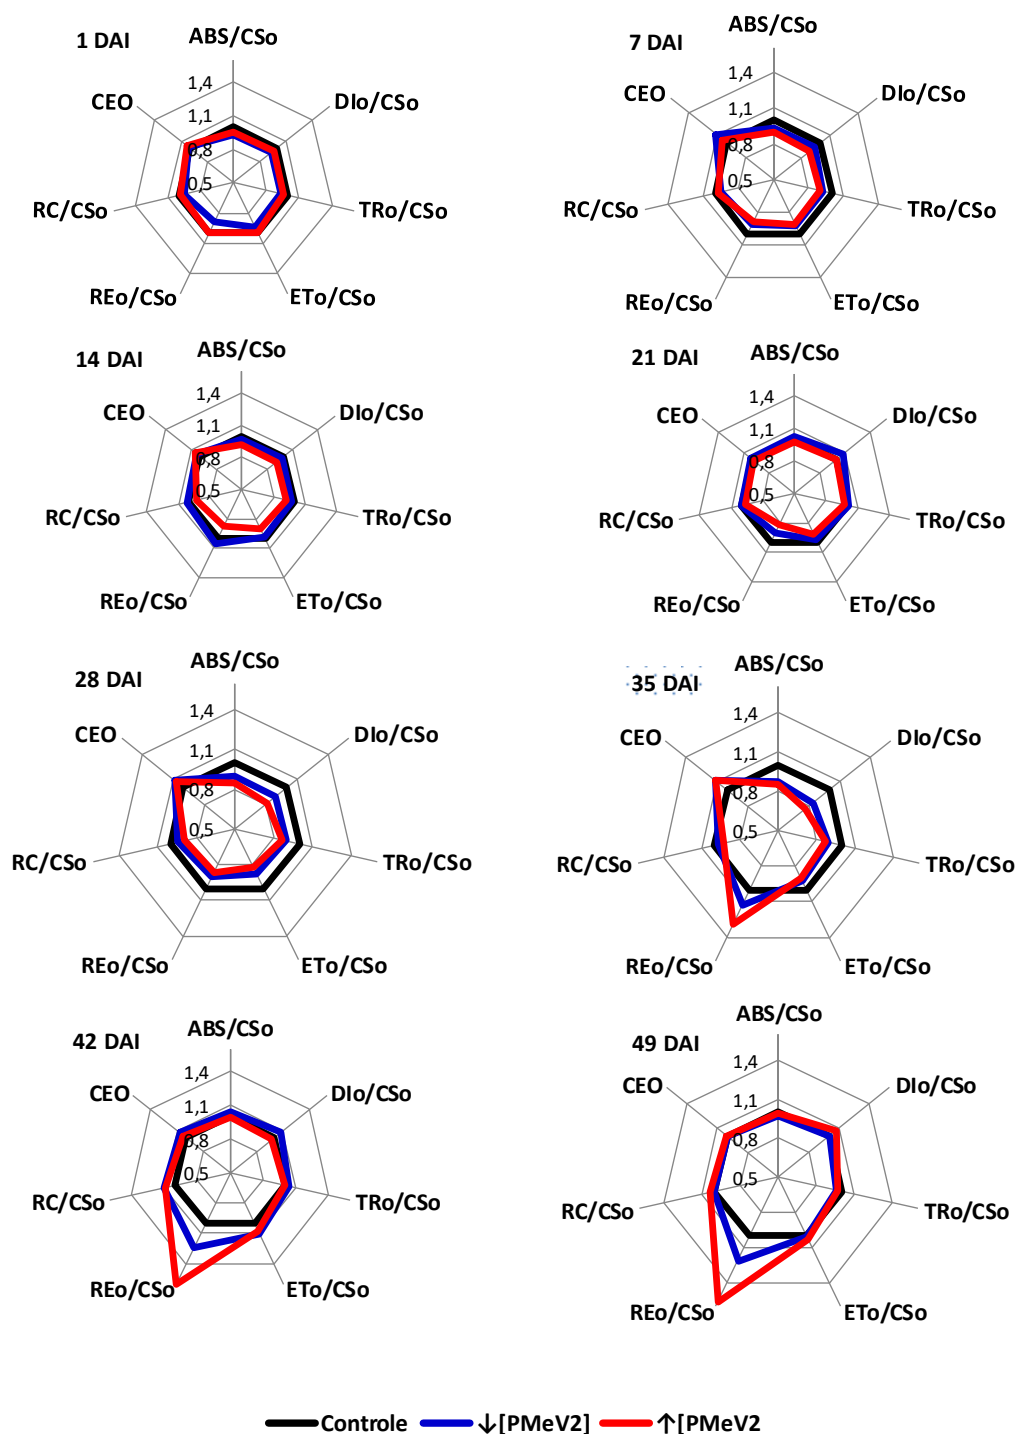 1 DAI
ABS/CSo
DIo/CSo
TRo/CSo
ETo/CSo
REo/CSo
RC/CSo
CEO
1,4
1,1
0,8
0,5
7 DAI
ABS/CSo
DIo/CSo
TRo/CSo
ETo/CSo
REo/CSo
RC/CSo
CEO
1,4
1,1
0,8
0,5
14 DAI
ABS/CSo
DIo/CSo
TRo/CSo
ETo/CSo
REo/CSo
RC/CSo
CEO
1,4
1,1
0,8
0,5
21 DAI
ABS/CSo
DIo/CSo
TRo/CSo
ETo/CSo
REo/CSo
RC/CSo
CEO
1,4
1,1
0,8
0,5
28 DAI
ABS/CSo
DIo/CSo
TRo/CSo
ETo/CSo
REo/CSo
RC/CSo
CEO
1,4
1,1
0,8
0,5
35 DAI
ABS/CSo
DIo/CSo
TRo/CSo
ETo/CSo
REo/CSo
RC/CSo
CEO
1,4
1,1
0,8
0,5
42 DAI
ABS/CSo
DIo/CSo
TRo/CSo
ETo/CSo
REo/CSo
RC/CSo
CEO
1,4
1,1
0,8
0,5
49 DAI
ABS/CSo
DIo/CSo
TRo/CSo
ETo/CSo
REo/CSo
RC/CSo
CEO
1,4
1,1
0,8
0,5
Controle ↓[PMeV2] ↑[PMeV2